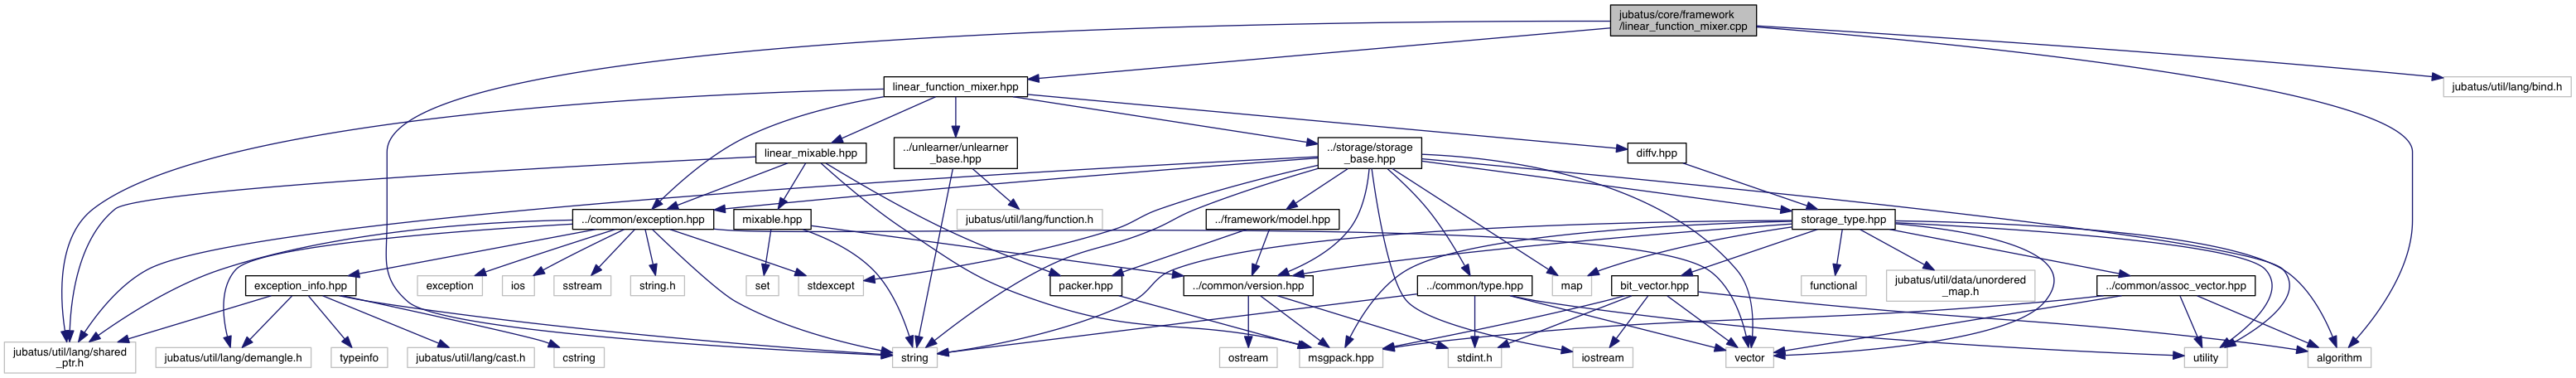 jubatus/core/framework
/linear_function_mixer.cpp
linear_function_mixer.hpp
jubatus/util/lang/bind.h
linear_mixable.hpp
../unlearner/unlearner
_base.hpp
../storage/storage
_base.hpp
diffv.hpp
../common/exception.hpp
mixable.hpp
jubatus/util/lang/function.h
../framework/model.hpp
storage_type.hpp
exception_info.hpp
exception
ios
sstream
string.h
stdexcept
set
packer.hpp
../common/version.hpp
../common/type.hpp
map
bit_vector.hpp
functional
jubatus/util/data/unordered
_map.h
../common/assoc_vector.hpp
jubatus/util/lang/shared
_ptr.h
jubatus/util/lang/demangle.h
typeinfo
jubatus/util/lang/cast.h
cstring
string
ostream
msgpack.hpp
stdint.h
iostream
vector
utility
algorithm